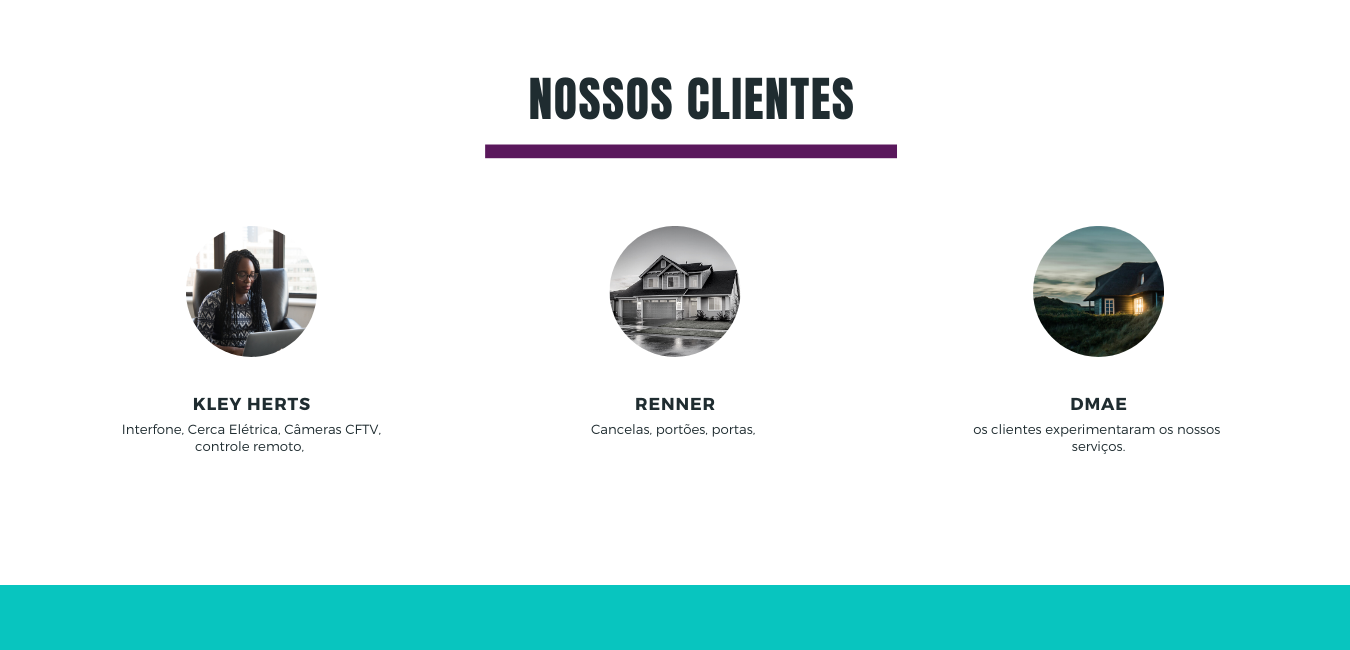 NOSSOS CLIENTES
KLEY HERTS
Interfone, Cerca Elétrica, Câmeras CFTV,
controle remoto,
RENNER
Cancelas, portões, portas,
DMAE
os clientes experimentaram os nossos
serviços.